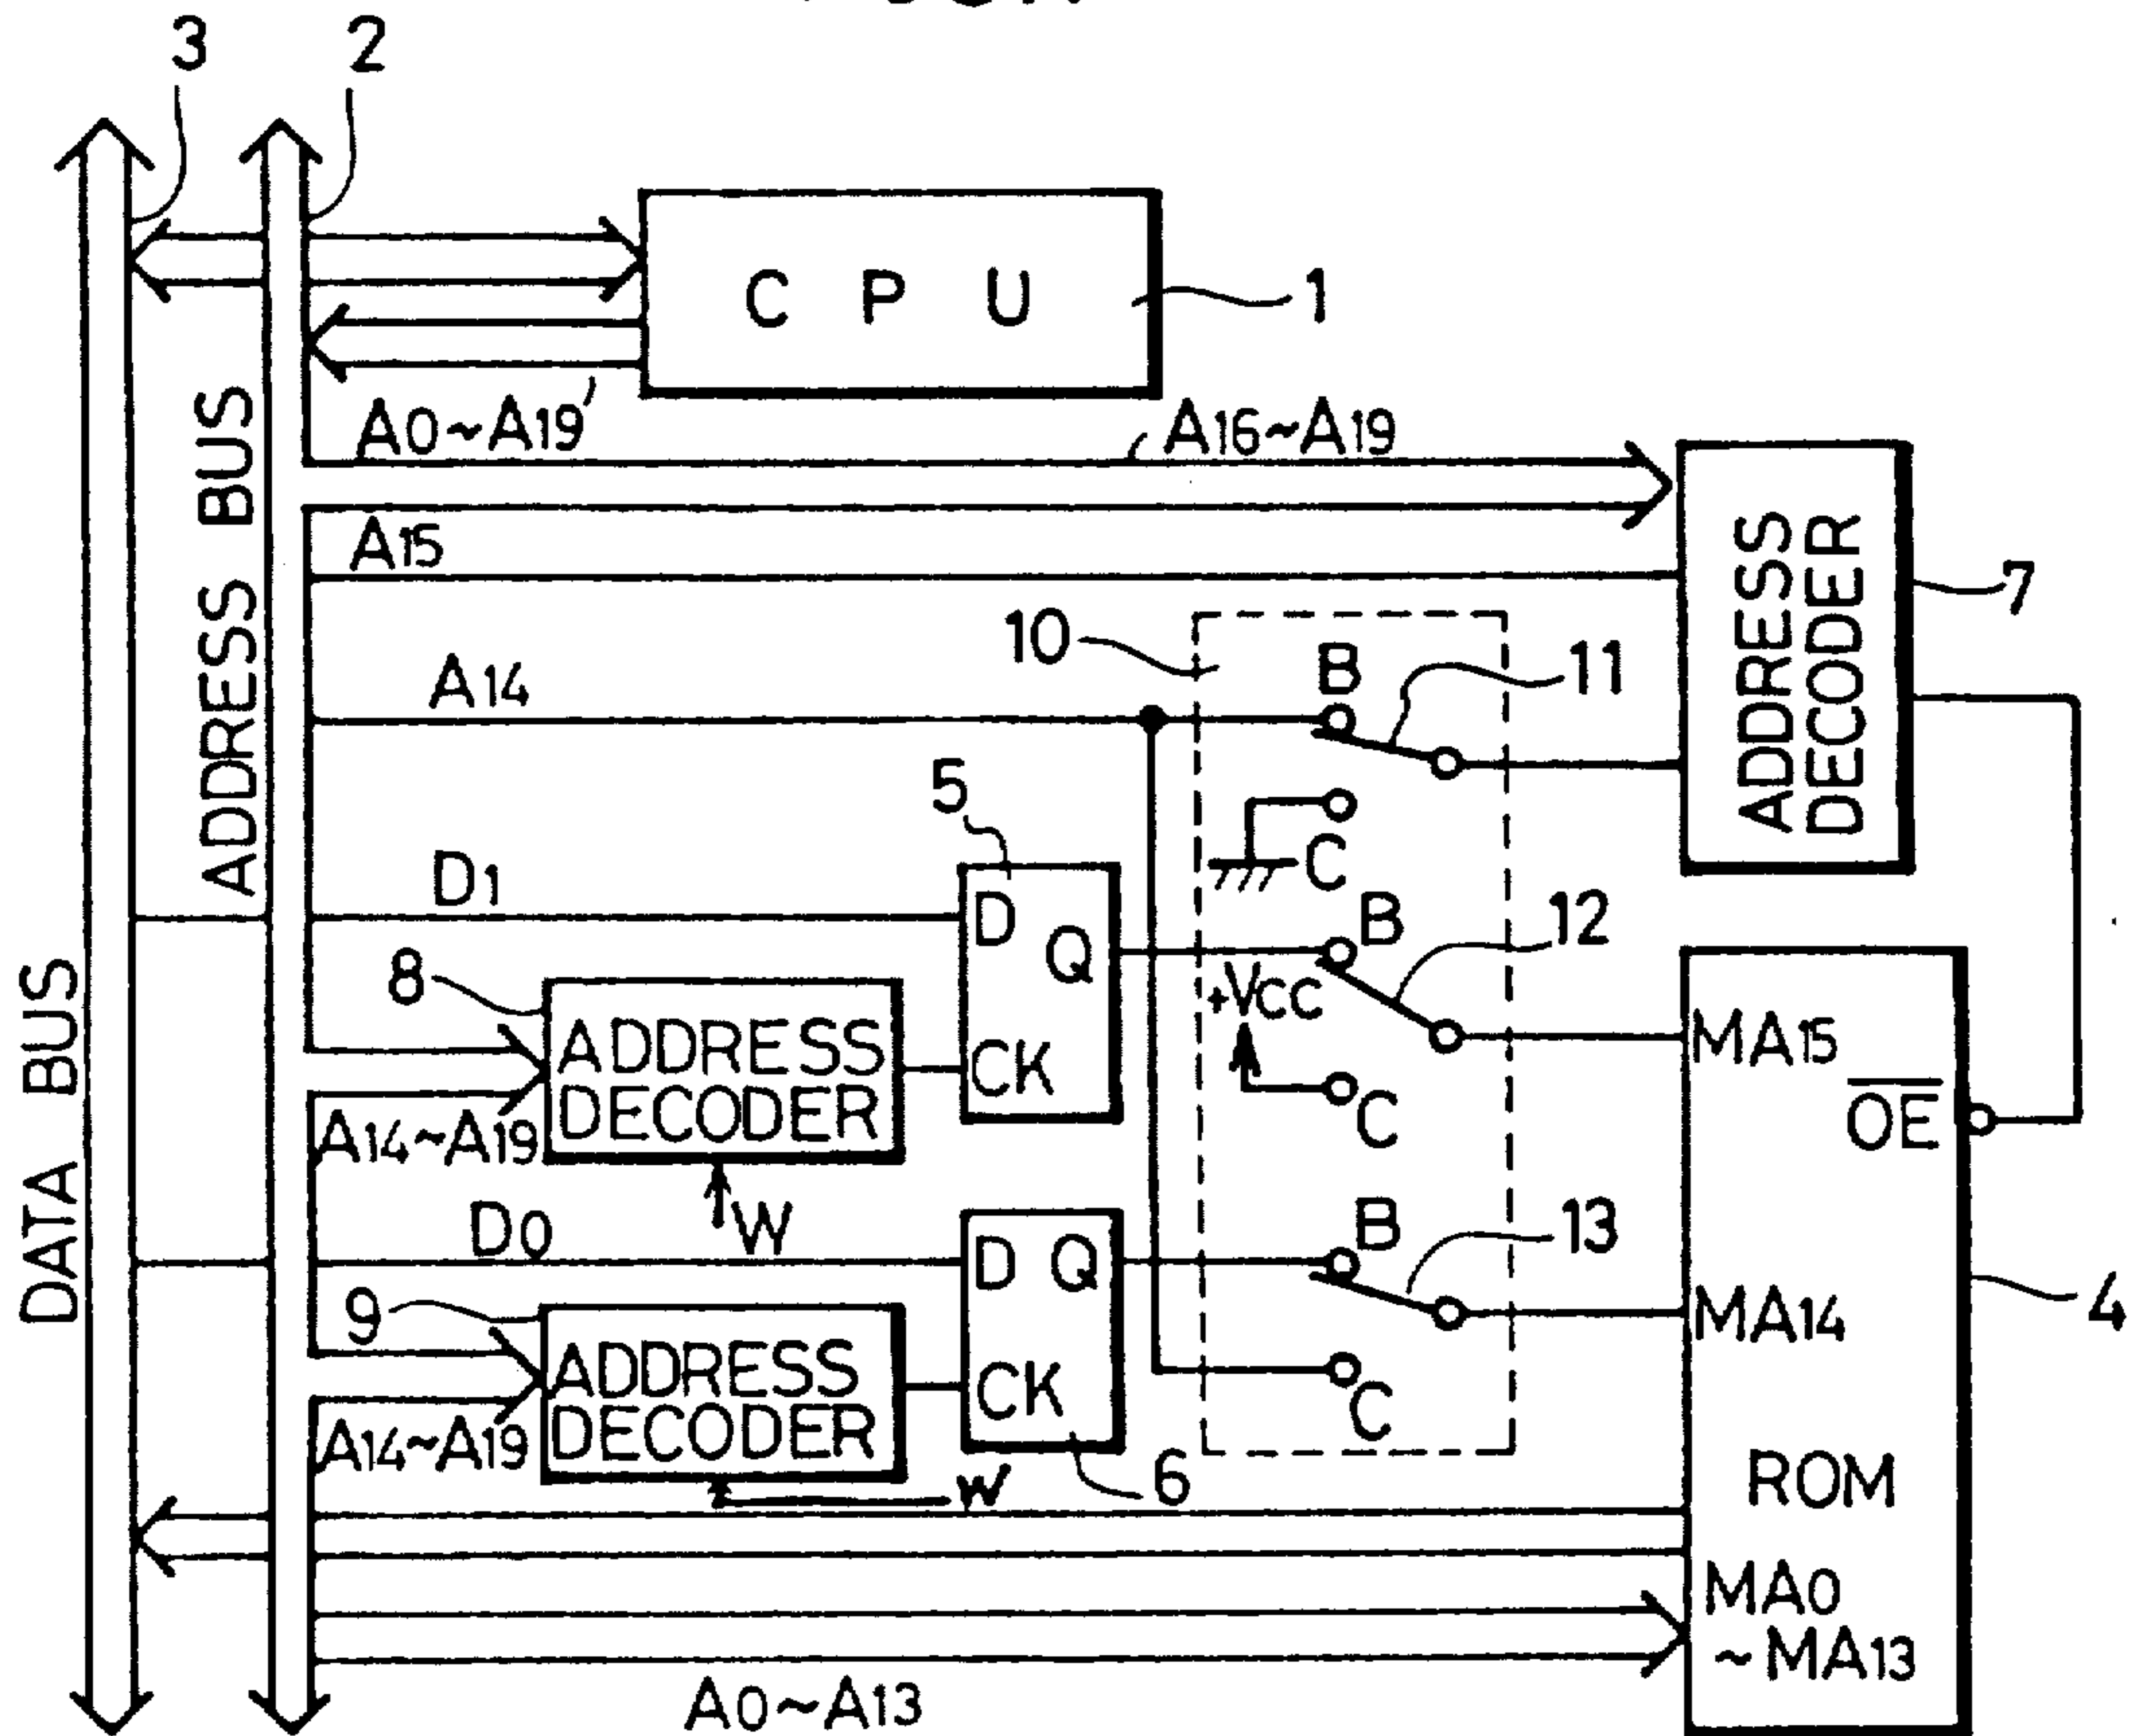 3
2
C P U
1
A0~A19
A16~A19
ADDRESS BUS
A15
ADDRESS
DECODER
7
10
B
11
A14
5
C
D1
D
Q
B
12
DATA BUS
8
+VCC
ADDRESS
DECODER
CK
MA15
C
OE
A14~A19
W
D0
D Q
B
13
9
MA14
4
ADDRESS
DECODER
CK
C
A14~A19
W
6
ROM
MA0
~MA13
A0~A13